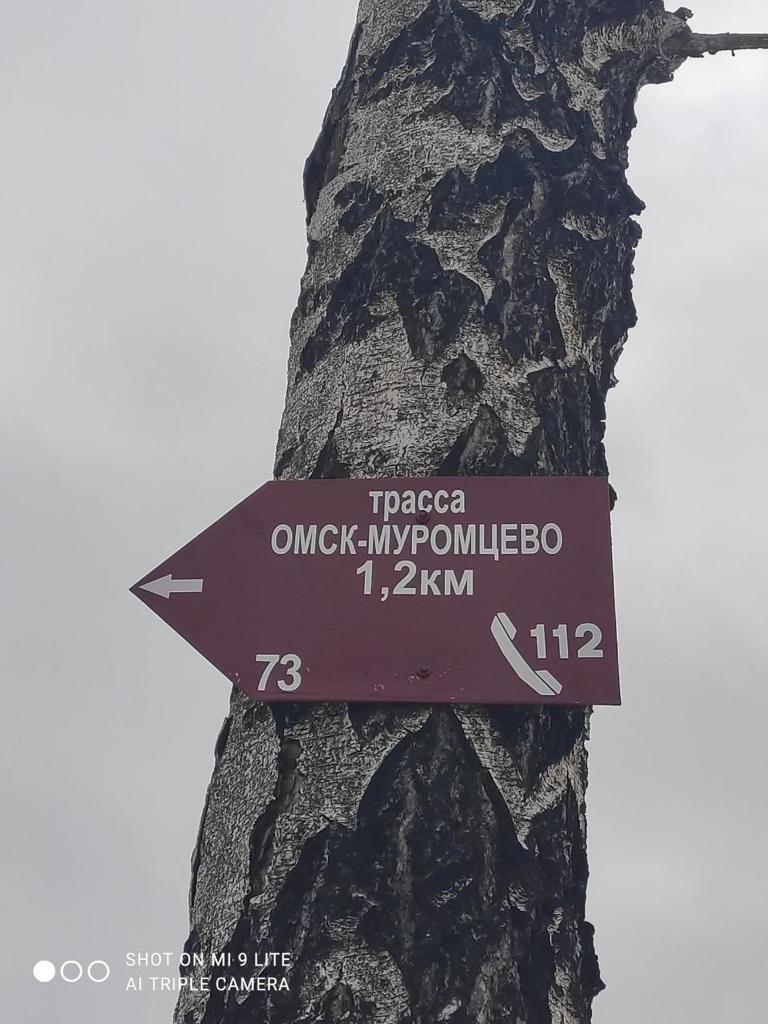 трасса
ОМСК-МУРОМЦЕВО
1,2км
112
73
SHOT ON MI 9 LITE
AI TRIPLE CAMERA